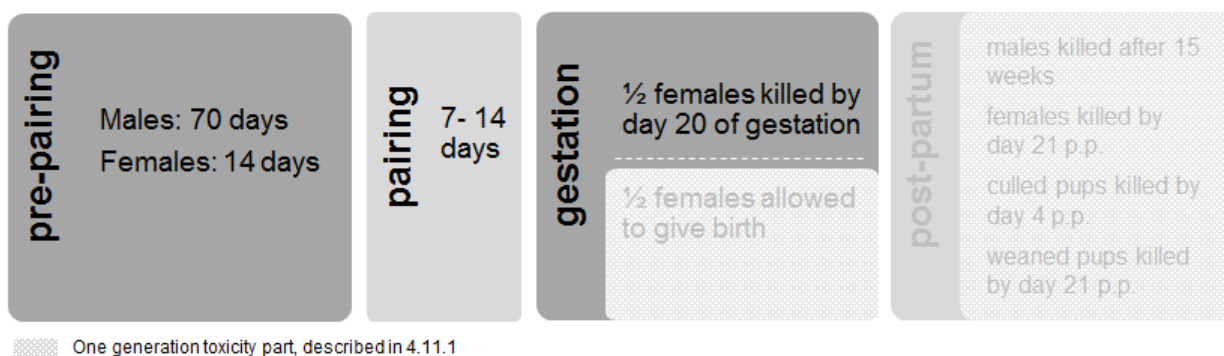 pre-pairing
Males: 70 days
Females: 14 days
pairing
7- 14
days
gestation
½ females killed by
day 20 of gestation
½ females allowed
to give birth
post-partum
males killed after 15
weeks
females killed by
day 21 p.p.
culled pups killed by
day 4 p.p.
weaned pups killed
by day 21 p.p.
One generation toxicity part, described in 4.11.1